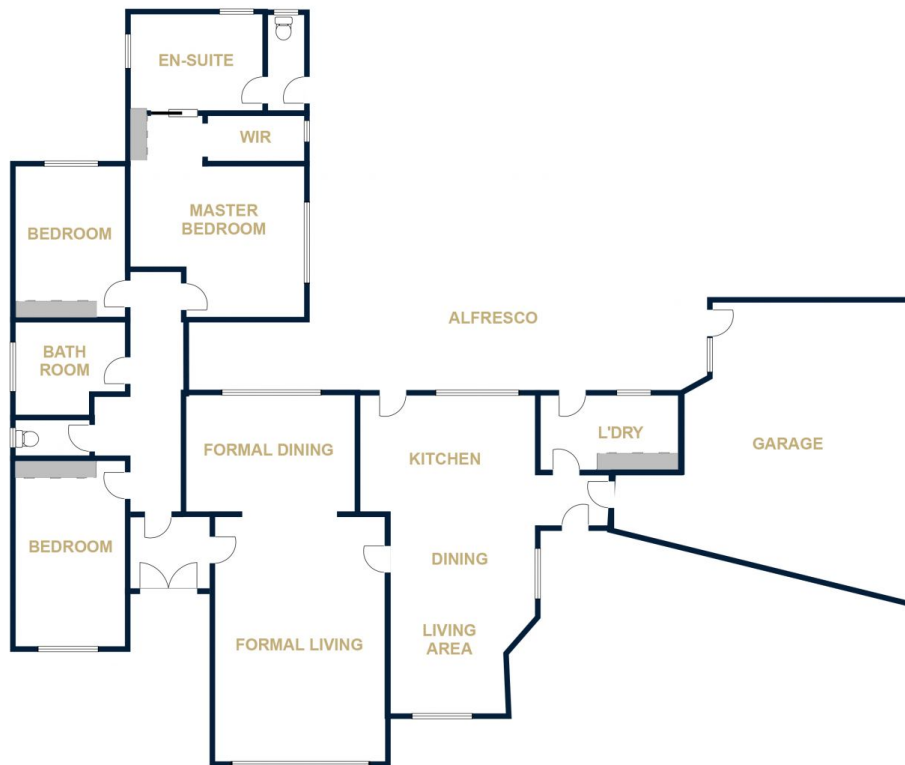 EN-SUITE
WIR
MASTER
BEDROOM
BEDROOM
ALFRESCO
BATH
ROOM
L'DRY
GARAGE
FORMAL DINING
KITCHEN
BEDROOM
DINING
LIVING
AREA
FORMAL LIVING